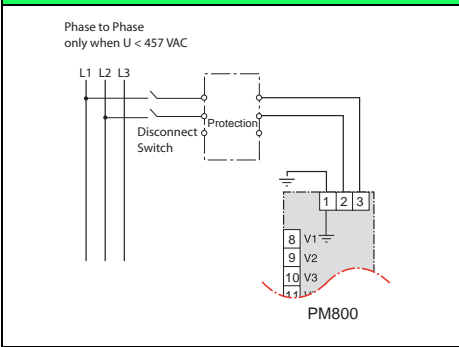 Phase to Phase
only when U < 457 VAC
L1 L2 L3
Disconnect
Switch
Protection
1 2 3
8 V1
9 V2
10 V3
11
PM800